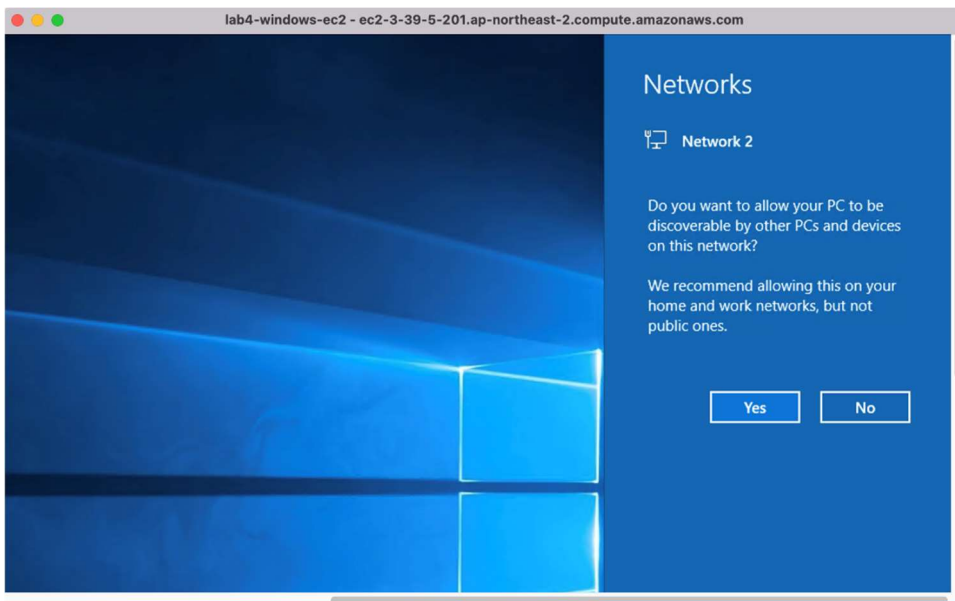 lab4-windows-ec2 - ec2-3-39-5-201.ap-northeast-2.compute.amazonaws.com
Networks
Network 2
Do you want to allow your PC to be
discoverable by other PCs and devices
on this network?
We recommend allowing this on your
home and work networks, but not
public ones.
Yes
No